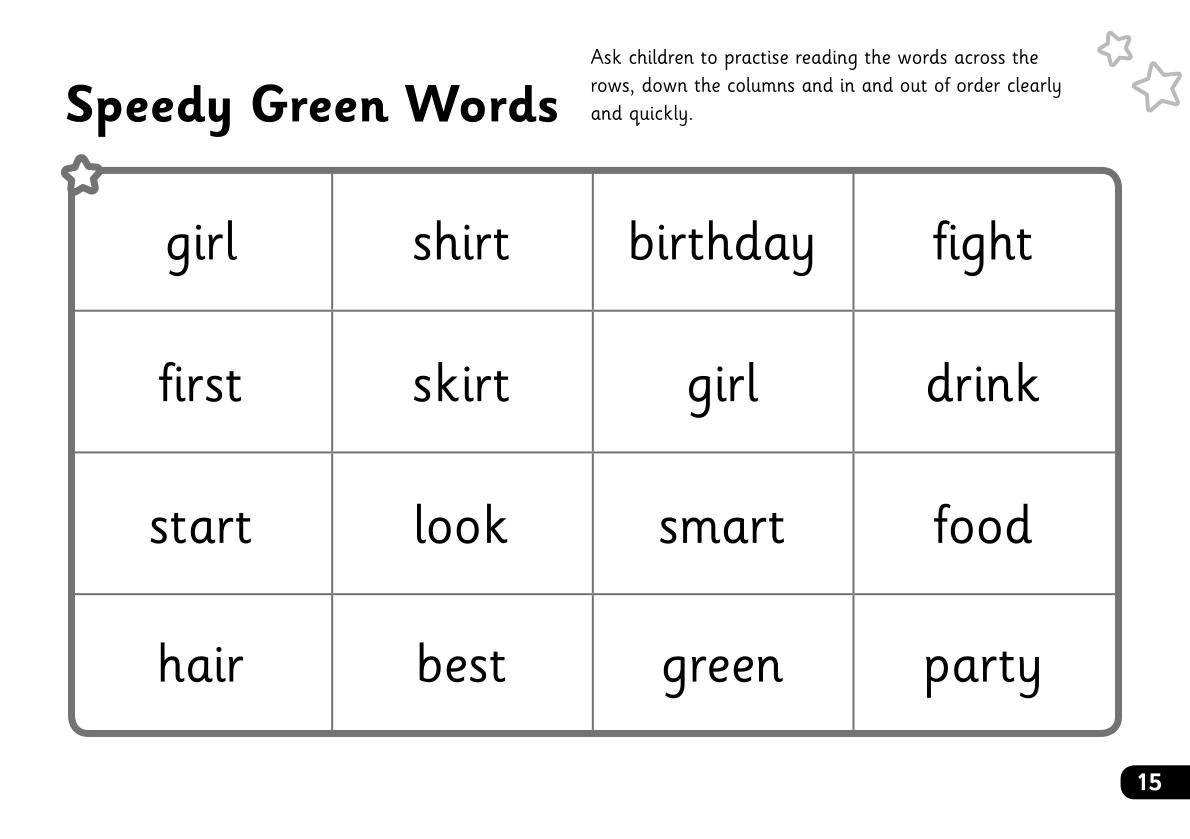 Speedy Green Words
Ask children to practise reading the words across the
rows, down the columns and in and out of order clearly
and quickly.
girl shirt birthday fight
first skirt girl drink
start look smart food
hair best green party
15